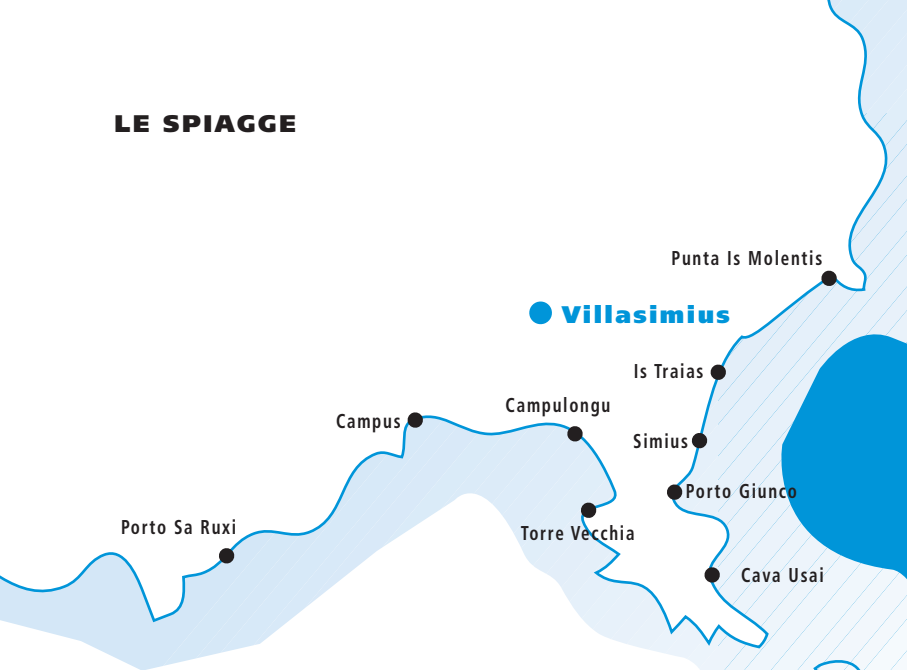 LE SPIAGGE
Punta Is Molentis
Villasimius
Is Traias
Campulongu
Campus
Simius
Porto Giunco
Porto Sa Ruxi
Torre Vecchia
Cava Usai